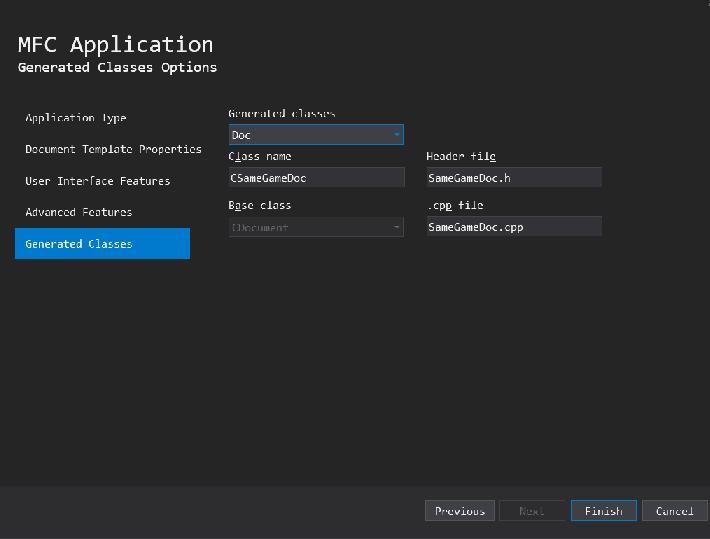 MFC Application
Generated Classes Options
Application Type
Document Template Properties
User Interface Features
Advanced Features
Generated Classes
Generated classes
Doc
Class name
Header file
CSameGameDoc
SameGameDoc.h
Base class
.cpp file
CDocument
SameGameDoc.cpp
Previous
Next
Finish
Cancel